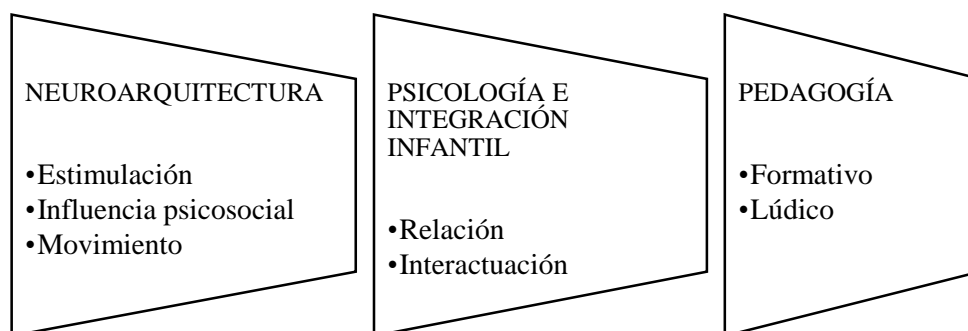 NEUROARQUITECTURA
•Estimulación
•Influencia psicosocial
•Movimiento
PSICOLOGÍA E
INTEGRACIÓN
INFANTIL
•Relación
•Interactuación
PEDAGOGÍA
•Formativo
•Lúdico